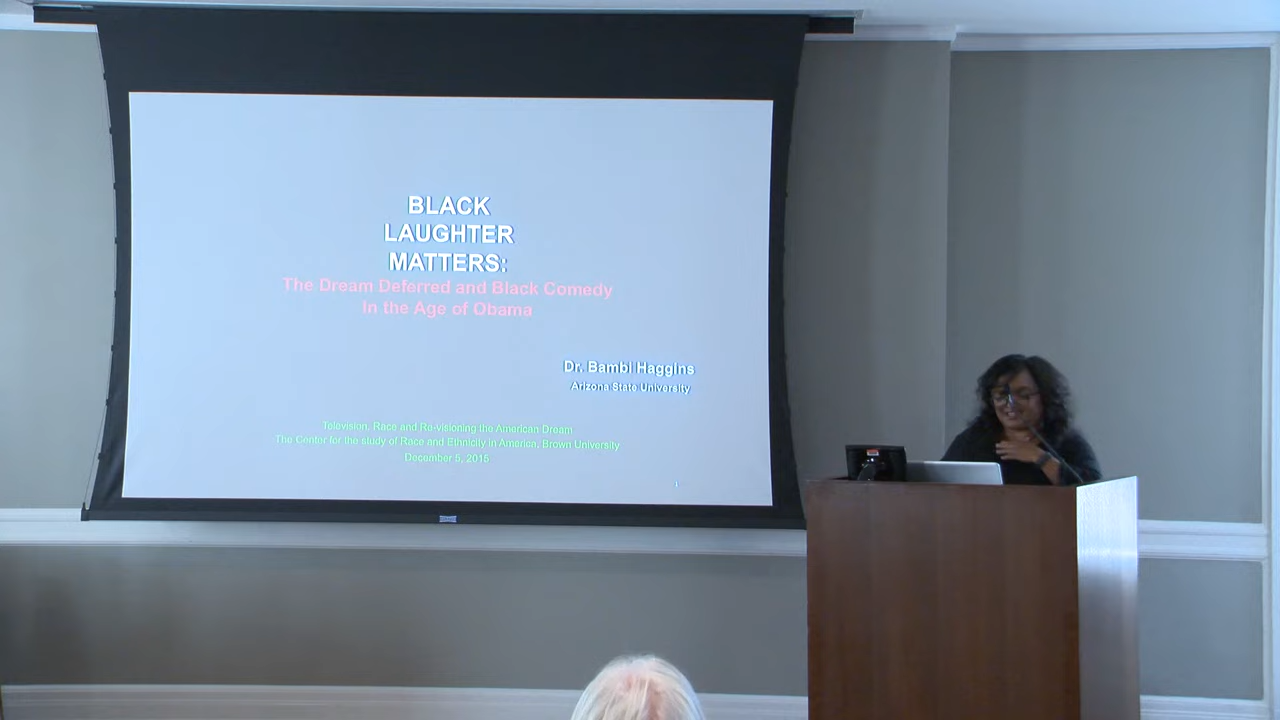 BLACK
LAUGHTER
MATTERS:
The Dream Deferred and Black Comedy
In the Age of Obama
Dr. Bambi Haggins
Arizona State University
Television, Race and Re-visioning the American Dream
The Center for the study of Race and Ethnicity in America, Brown University
December 5, 2015
1